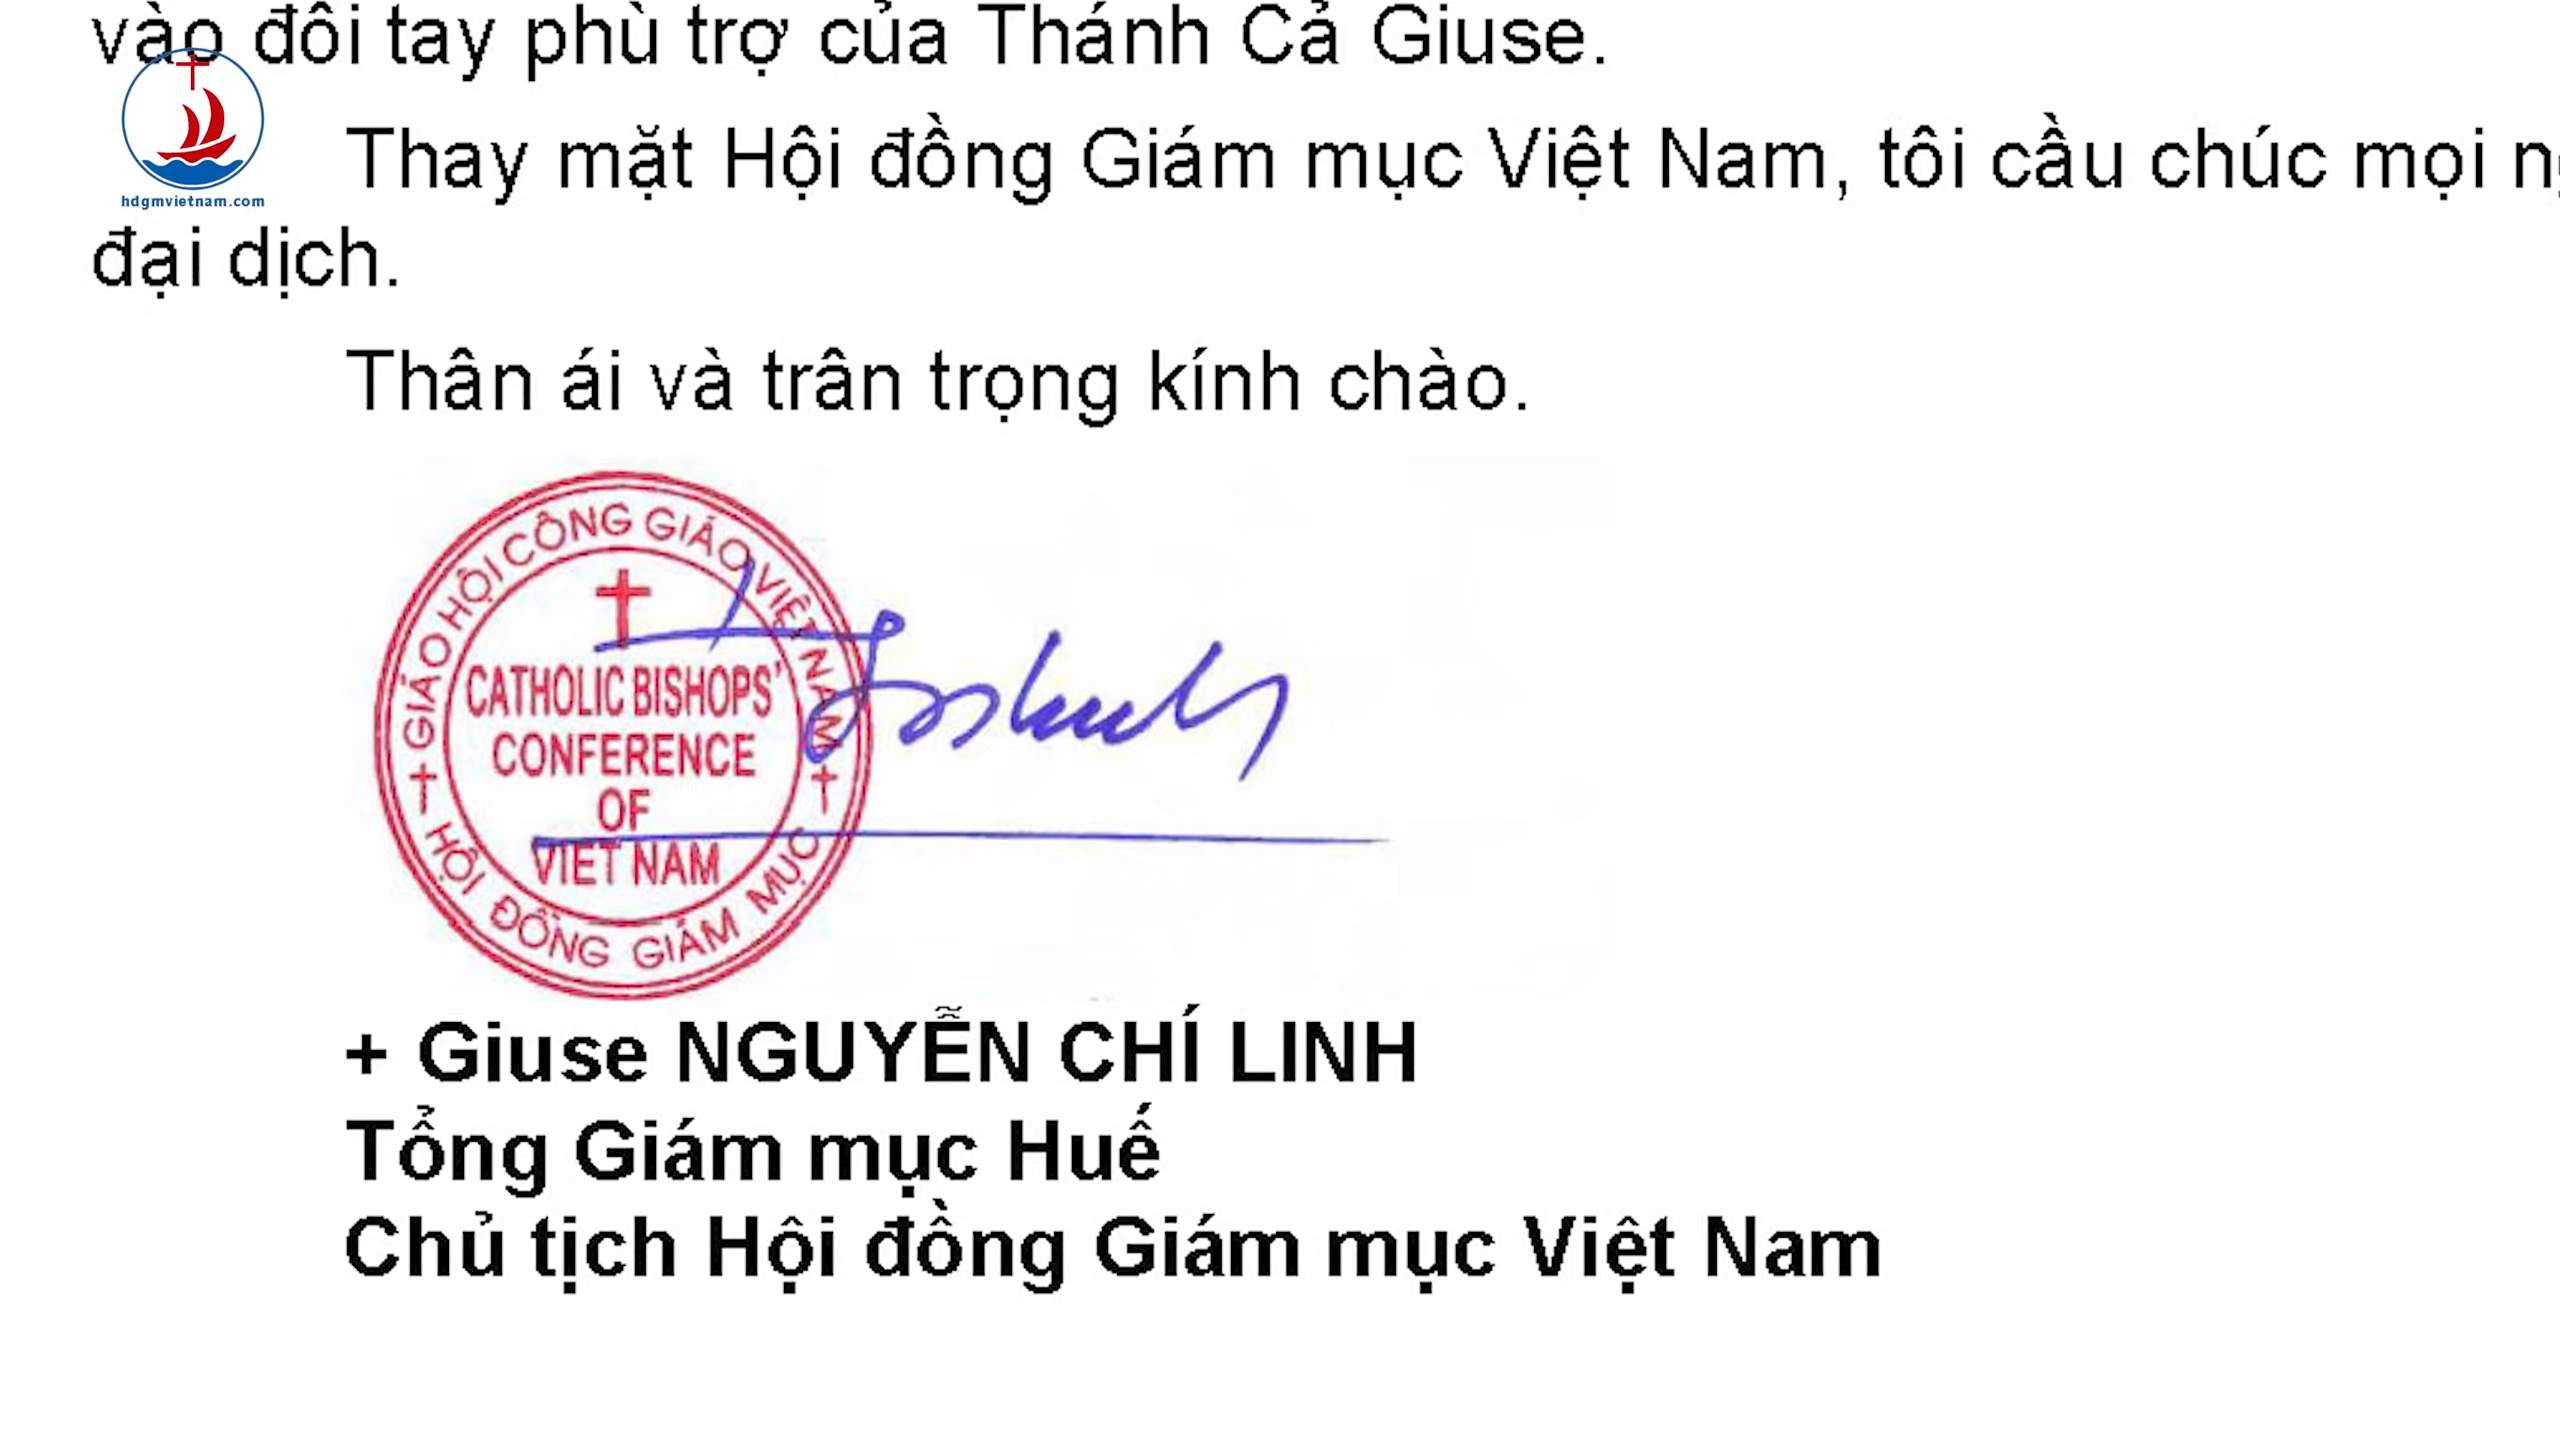 vào đôi tay phù trợ của Thánh Cả Giuse.
hdgmvietnam.com
Thay mặt Hội đồng Giám mục Việt Nam, tôi cầu chúc mọi
đại dịch.
Thân ái và trân trọng kính chào.
GIÁO HỘI CÔNG GIÁO VIỆT NAM
CATHOLIC BISHOPS'
CONFERENCE
OF
VIET NAM
HỘI ĐỒNG GIÁM MỤC
+ Giuse NGUYỄN CHÍ LINH
Tổng Giám mục Huế
Chủ tịch Hội đồng Giám mục Việt Nam